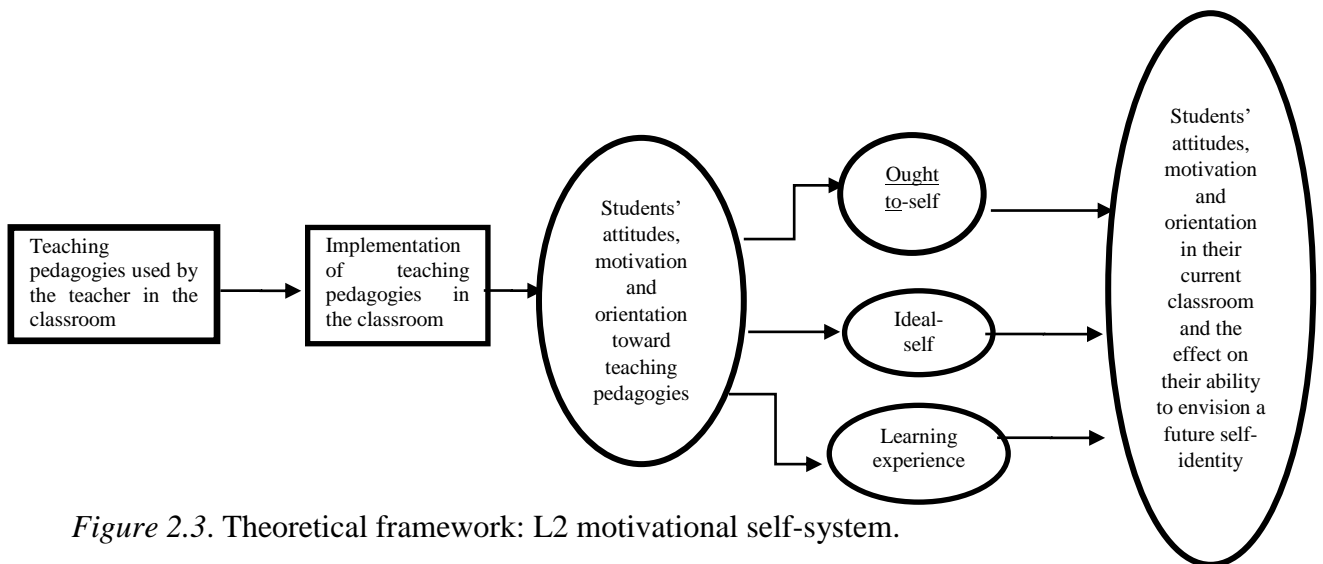 Teaching
pedagogies used by
the teacher in the
classroom
Implementation
of teaching
pedagogies in
the classroom
Students’
attitudes,
motivation
and
orientation
toward
teaching
pedagogies
Ought
to-self
Ideal-
self
Learning
experience
Students’
attitudes,
motivation
and
orientation
in their
current
classroom
and the
effect on
their ability
to envision a
future self-
identity
Figure 2.3. Theoretical framework: L2 motivational self-system.